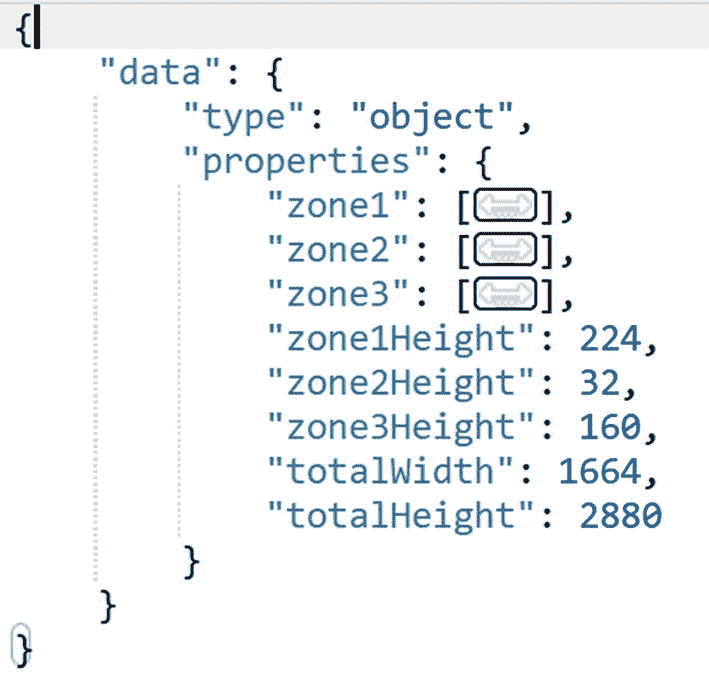 {
"data": {
"type": "object",
"properties": {
"zone1": [],
"zone2": [],
"zone3": [],
"zone1Height": 224,
"zone2Height": 32,
"zone3Height": 160,
"totalWidth": 1664,
"totalHeight": 2880
}
}
}